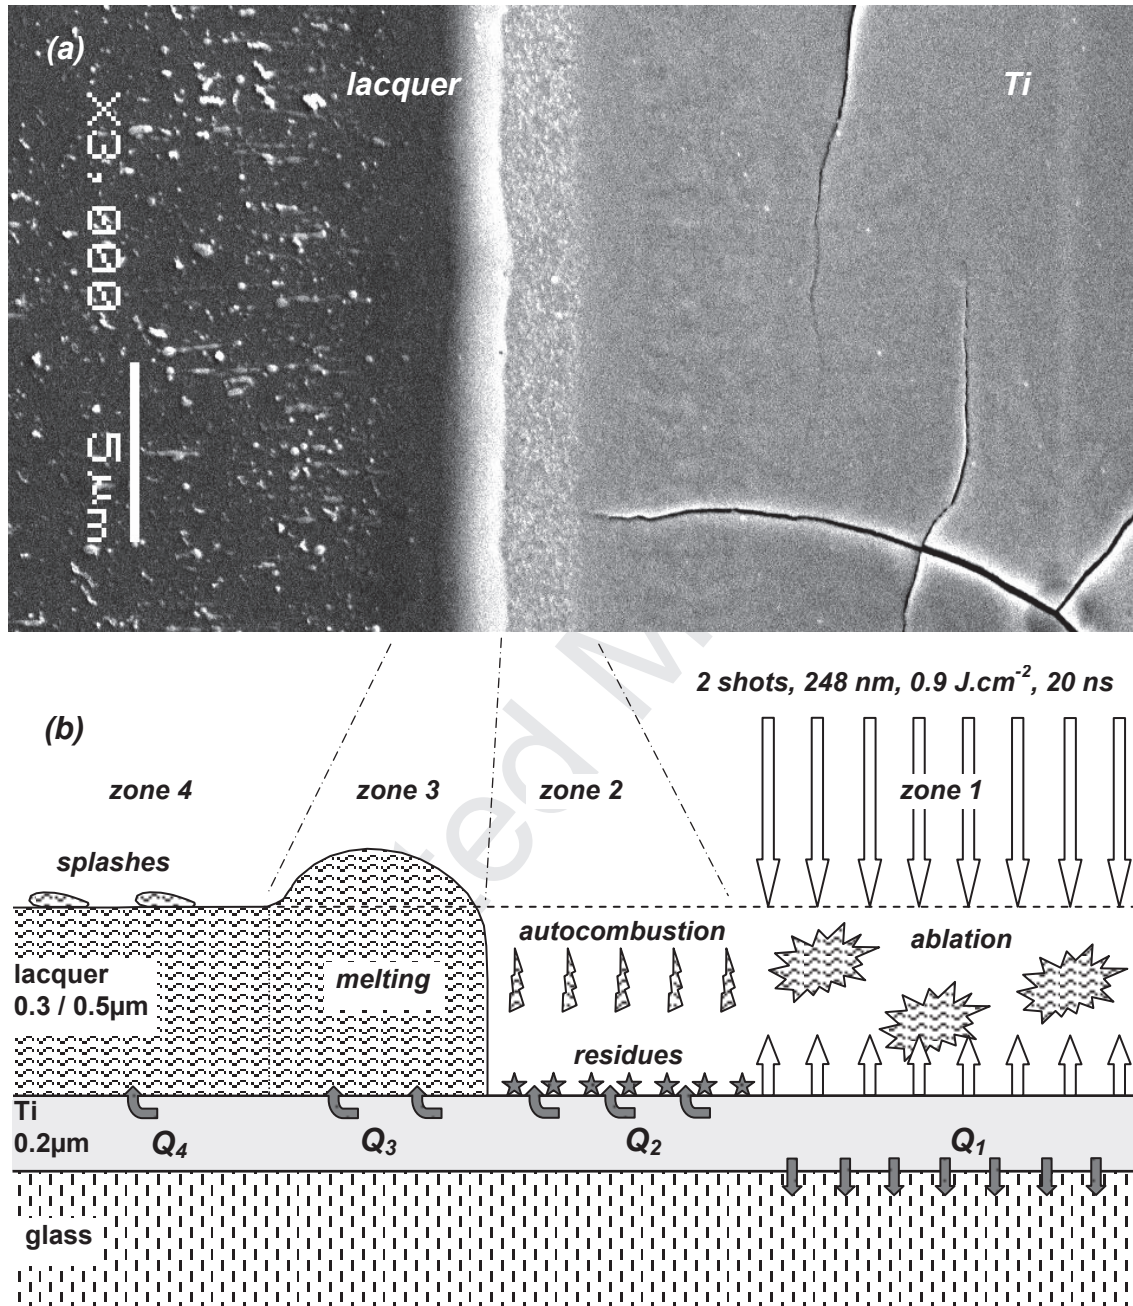 (a)
lacquer
Ti
X3,000
5µm
2 shots, 248 nm, 0.9 J.cm-2, 20 ns
(b)
zone 4
zone 3
zone 2
zone 1
splashes
autocombustion
ablation
lacquer
0.3 / 0.5µm
melting
residues
Ti
0.2µm
Q4
Q3
Q2
Q1
glass